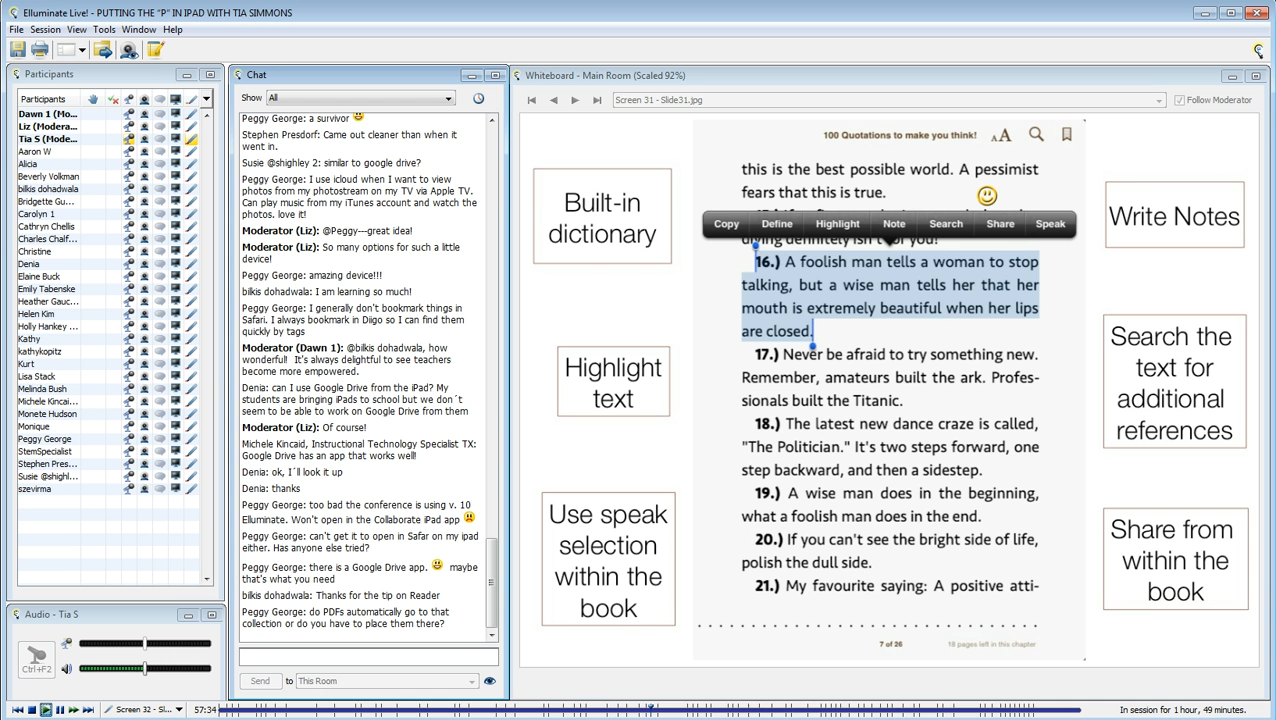 Elluminate Live! - PUTTING THE "P" IN IPAD WITH TIA SIMMONS
File Session View Tools Window Help
Participants
Participants
Dawn 1 (Mo...
Liz (Modera...
Tia S (Mode...
Aaron W
Alicia
Beverly Volkman
bilkis dohadwala
Bridgette Gu...
Carolyn 1
Cathryn Chellis
Charles Chalf...
Christine
Denia
Elaine Buck
Emily Tabenske
Heather Gauc...
Helen Kim
Holly Hankey ...
Kathy
kathykopitz
Kurt
Lisa Stack
Melinda Bush
Michele Kincai...
Monete Hudson
Monique
Peggy George
StemSpecialist
Stephen Pres...
Susie @shighl...
szevirma
Audio - Tia S
Ctrl+F2
Chat
Show All
Peggy George: a survivor
Stephen Presdorf: Came out cleaner than when it
went in.
Susie @shighley 2: similar to google drive?
Peggy George: I use icloud when I want to view
photos from my photostream on my TV via Apple TV.
Can play music from my iTunes account and watch the
photos. love it!
Moderator (Liz): @Peggy---great idea!
Moderator (Liz): So many options for such a little
device!
Peggy George: amazing device!!!
bilkis dohadwala: I am learning so much!
Peggy George: I generally don't bookmark things in
Safari. I always bookmark in Diigo so I can find them
quickly by tags
Moderator (Dawn 1): @bilkis dohadwala, how
wonderful! It's always delightful to see teachers
become more empowered.
Denia: can I use Google Drive from the iPad? My
students are bringing iPads to school but we don´t
seem to be able to work on Google Drive from them
Moderator (Liz): Of course!
Michele Kincaid, Instructional Technology Specialist TX:
Google Drive has an app that works well!
Denia: ok, I´ll look it up
Denia: thanks
Peggy George: too bad the conference is using v. 10
Elluminate. Won't open in the Collaborate iPad app
Peggy George: can't get it to open in Safar on my ipad
either. Has anyone else tried?
Peggy George: there is a Google Drive app. maybe
that's what you need
bilkis dohadwala: Thanks for the tip on Reader
Peggy George: do PDFs automatically go to that
collection or do you have to place them there?
Send to This Room
Whiteboard - Main Room (Scaled 92%)
Screen 31 - Slide31.jpg
Follow Moderator
Built-in
dictionary
Highlight
text
Use speak
selection
within the
book
100 Quotations to make you think! AA
this is the best possible world. A pessimist
fears that this is true.
Copy Define Highlight Note Search Share Speak
diving definitely isn't for you!
16.) A foolish man tells a woman to stop
talking, but a wise man tells her that her
mouth is extremely beautiful when her lips
are closed.
17.) Never be afraid to try something new.
Remember, amateurs built the ark. Profes-
sionals built the Titanic.
18.) The latest new dance craze is called,
"The Politician." It's two steps forward, one
step backward, and then a sidestep.
19.) A wise man does in the beginning,
what a foolish man does in the end.
20.) If you can't see the bright side of life,
polish the dull side.
21.) My favourite saying: A positive atti-
7 of 26 18 pages left in this chapter
Write Notes
Search the
text for
additional
references
Share from
within the
book
Screen 32 - Sl... 57:34
In session for 1 hour, 49 minutes.